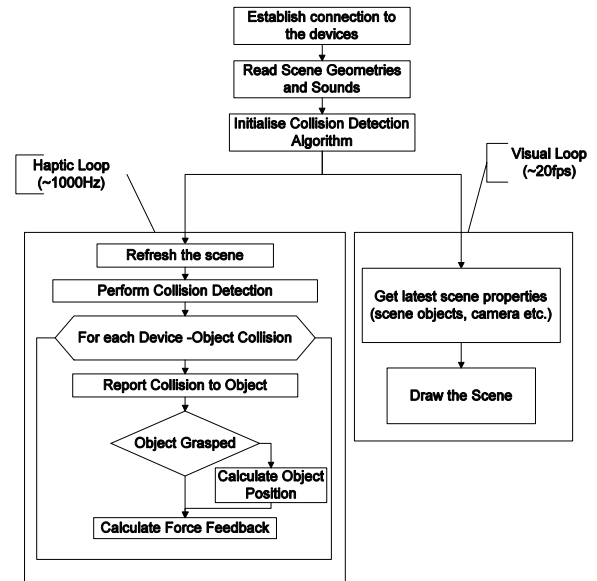 Establish connection to
the devices
Read Scene Geometries
and Sounds
Initialise Collision Detection
Algorithm
Haptic Loop
(~1000Hz)
Visual Loop
(~20fps)
Refresh the scene
Perform Collision Detection
For each Device -Object Collision
Report Collision to Object
Object Grasped
Calculate Object
Position
Calculate Force Feedback
Get latest scene properties
(scene objects, camera etc.)
Draw the Scene